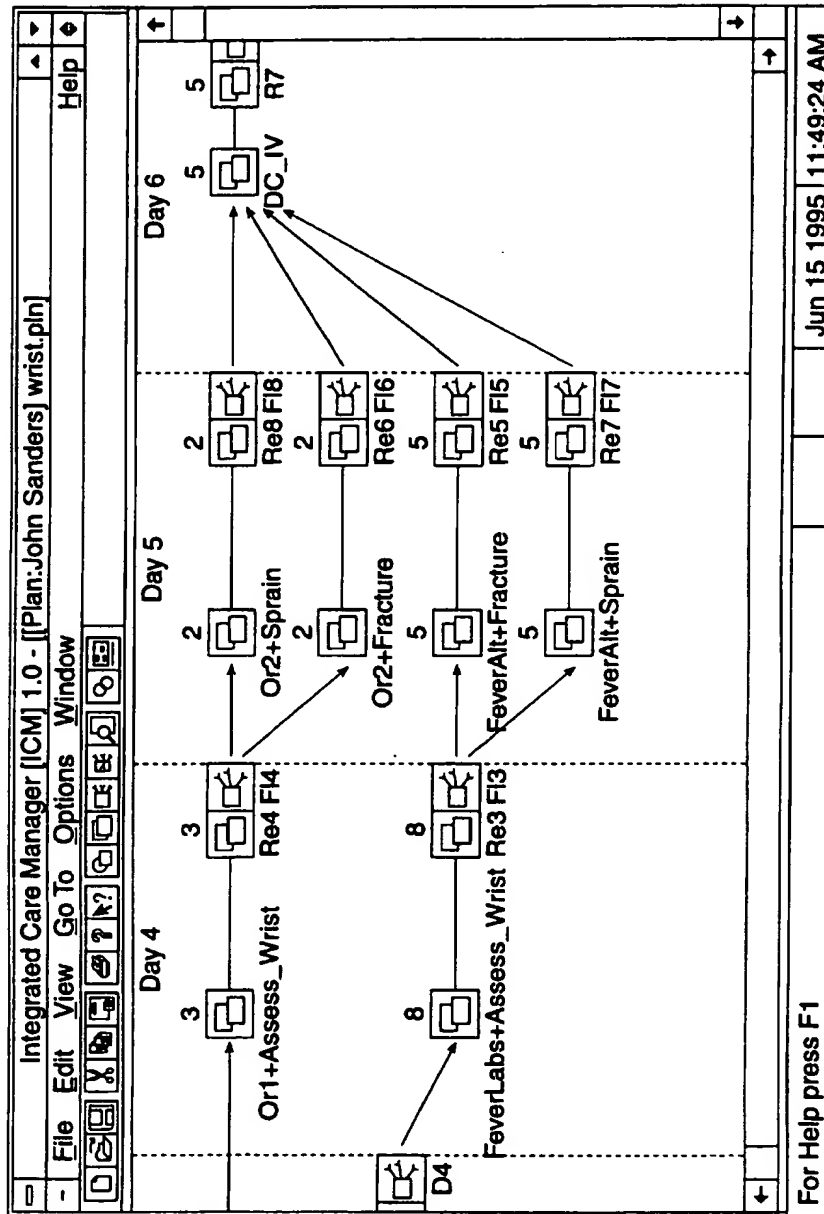 Integrated Care Manager [ICM] 1.0 - [[Plan:John Sanders] wrist.pln]
File Edit View Go To Options Window Help
Day 4 Day 5 Day 6
3 3 2 2 5 5
Or1+Assess_Wrist Re4 FI4 Or2+Sprain Re8 FI8 DC_IV R7
2 2
Or2+Fracture Re6 FI6
8 8 5 5
D4 FeverLabs+Assess_Wrist Re3 FI3 FeverAlt+Fracture Re5 FI5
5 5
FeverAlt+Sprain Re7 FI7
For Help press F1 Jun 15 1995 11:49:24 AM